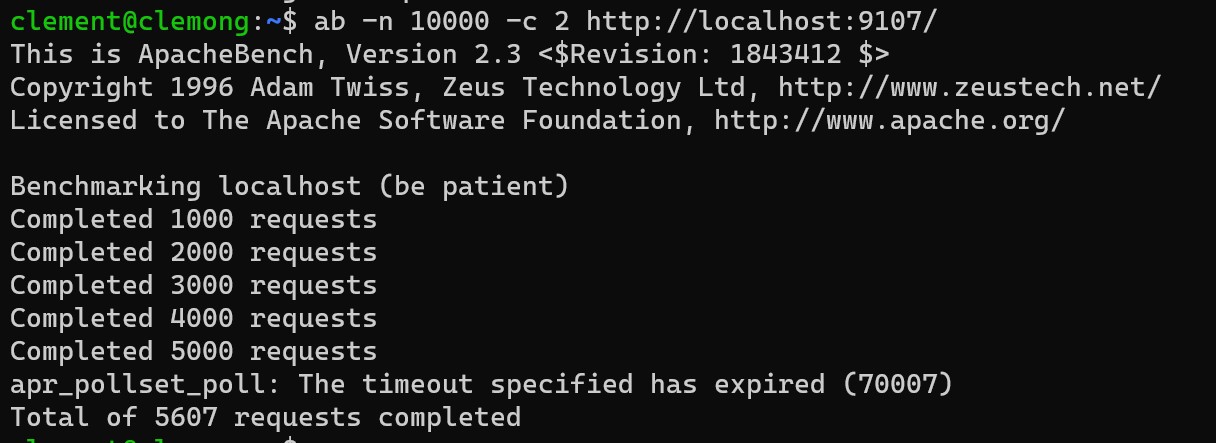 clement@clemong:~$ ab -n 10000 -c 2 http://localhost:9107/
This is ApacheBench, Version 2.3 <$Revision: 1843412 $>
Copyright 1996 Adam Twiss, Zeus Technology Ltd, http://www.zeustech.net/
Licensed to The Apache Software Foundation, http://www.apache.org/
Benchmarking localhost (be patient)
Completed 1000 requests
Completed 2000 requests
Completed 3000 requests
Completed 4000 requests
Completed 5000 requests
apr_pollset_poll: The timeout specified has expired (70007)
Total of 5607 requests completed